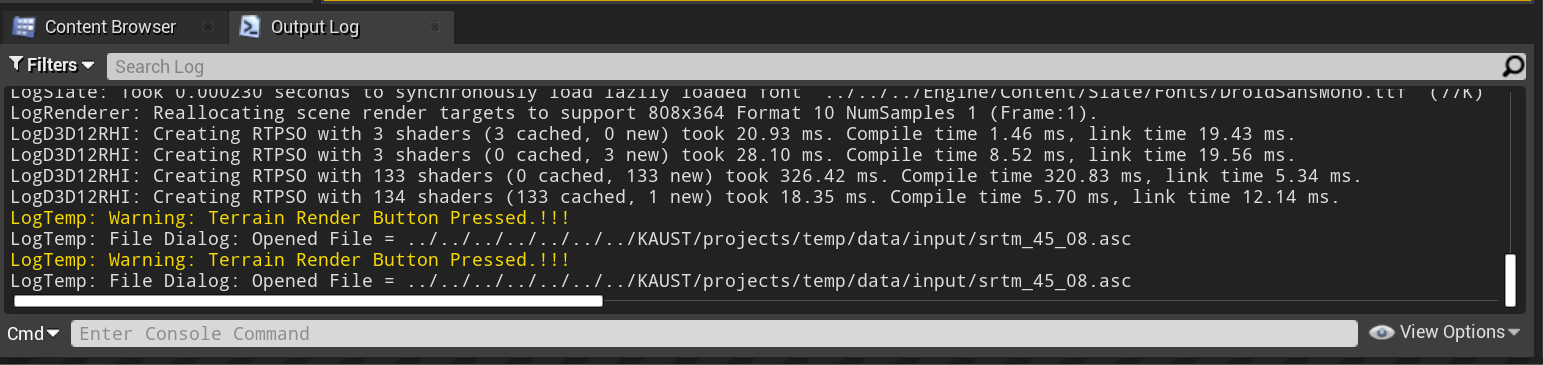 Content Browser
Output Log
Filters
Search Log
LogSlate: Took 0.000230 seconds to synchronously load lazily loaded font '../../../Engine/Content/Slate/Fonts/DroidSansMono.ttf' (77K)
LogRenderer: Reallocating scene render targets to support 808x364 Format 10 NumSamples 1 (Frame:1).
LogD3D12RHI: Creating RTPSO with 3 shaders (3 cached, 0 new) took 20.93 ms. Compile time 1.46 ms, link time 19.43 ms.
LogD3D12RHI: Creating RTPSO with 3 shaders (0 cached, 3 new) took 28.10 ms. Compile time 8.52 ms, link time 19.56 ms.
LogD3D12RHI: Creating RTPSO with 133 shaders (0 cached, 133 new) took 326.42 ms. Compile time 320.83 ms, link time 5.34 ms.
LogD3D12RHI: Creating RTPSO with 134 shaders (133 cached, 1 new) took 18.35 ms. Compile time 5.70 ms, link time 12.14 ms.
LogTemp: Warning: Terrain Render Button Pressed.!!!
LogTemp: File Dialog: Opened File = ../../../../../../KAUST/projects/temp/data/input/srtm_45_08.asc
LogTemp: Warning: Terrain Render Button Pressed.!!!
LogTemp: File Dialog: Opened File = ../../../../../../KAUST/projects/temp/data/input/srtm_45_08.asc
Cmd
Enter Console Command
View Options